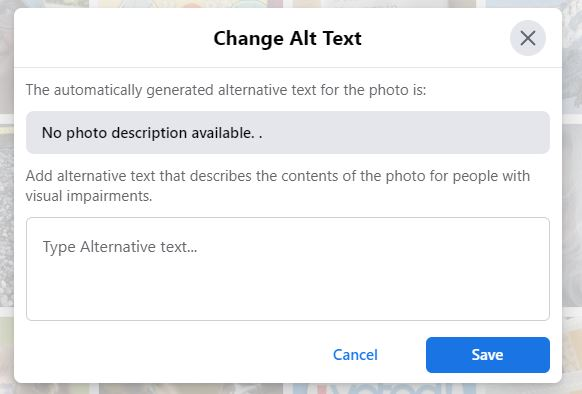 Change Alt Text
The automatically generated alternative text for the photo is:
No photo description available. .
Add alternative text that describes the contents of the photo for people with
visual impairments.
Type Alternative text...
Cancel
Save